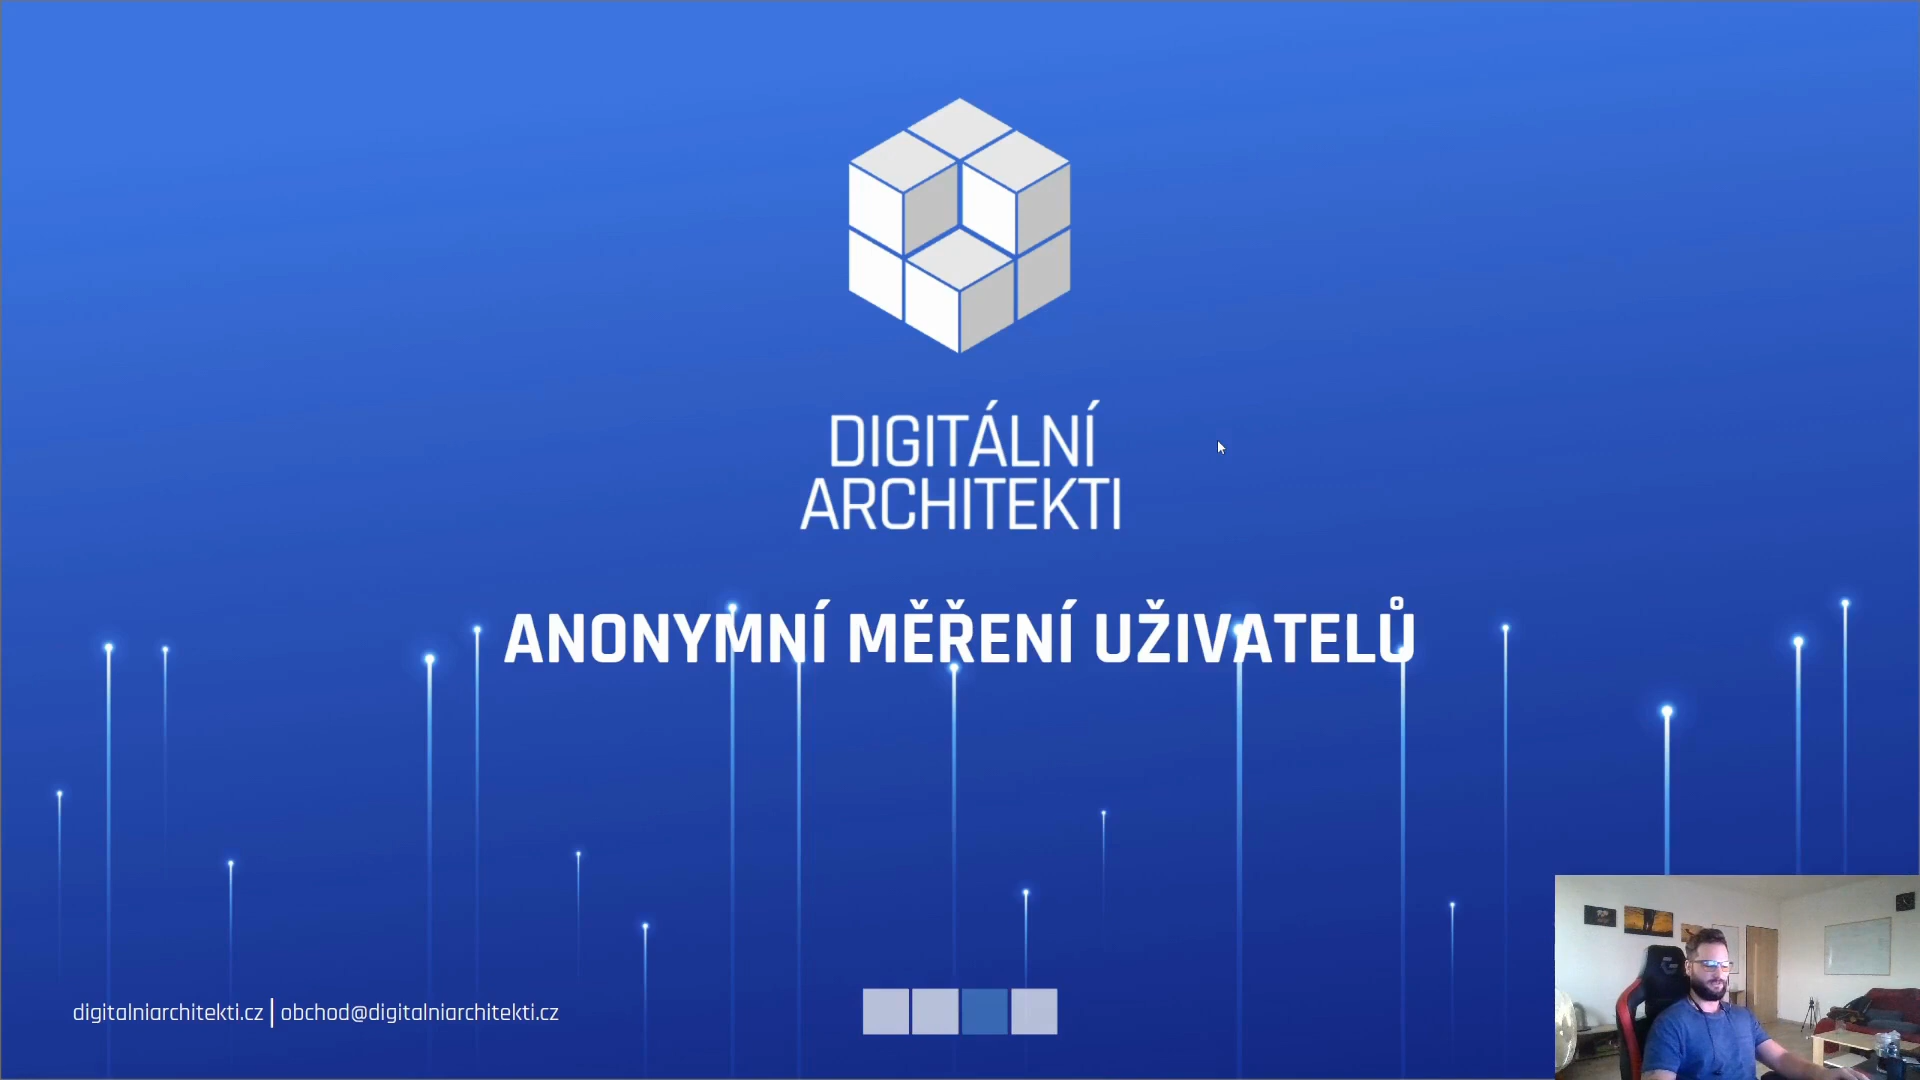 DIGITÁLNÍ
ARCHITEKTI
ANONYMNÍ MĚŘENÍ UŽIVATELŮ
digitalniarchitekti.cz | obchod@digitalniarchitekti.cz